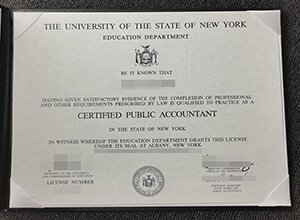 THE UNIVERSITY OF THE STATE OF NEW YORK
EDUCATION DEPARTMENT
BE IT KNOWN THAT
HAVING GIVEN SATISFACTORY EVIDENCE OF THE COMPLETION OF PROFESSIONAL
AND OTHER REQUIREMENTS PRESCRIBED BY LAW IS QUALIFIED TO PRACTICE AS A
CERTIFIED PUBLIC ACCOUNTANT
IN THE STATE OF NEW YORK
IN WITNESS WHEREOF THE EDUCATION DEPARTMENT GRANTS THIS LICENSE
UNDER ITS SEAL AT ALBANY, NEW YORK
LICENSE NUMBER